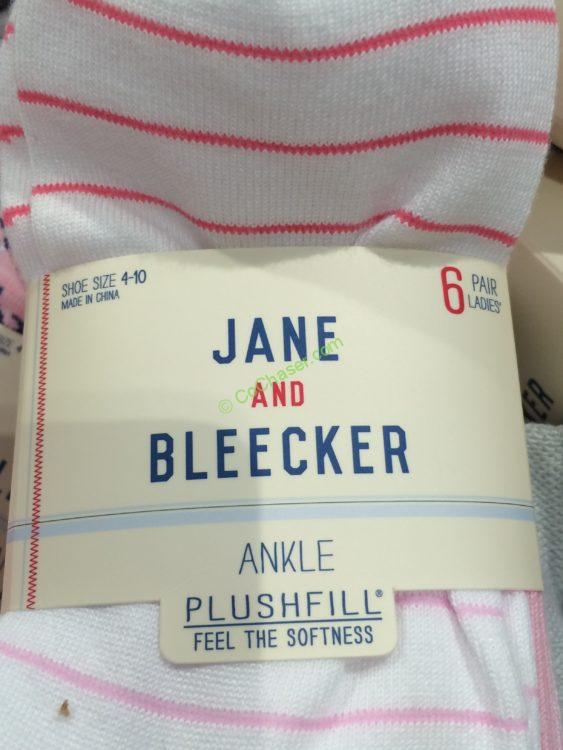 SHOE SIZE 4-10
MADE IN CHINA
6 PAIR
LADIES'
JANE
AND
BLEECKER
© CoChaser.com
ANKLE
PLUSHFILL®
FEEL THE SOFTNESS